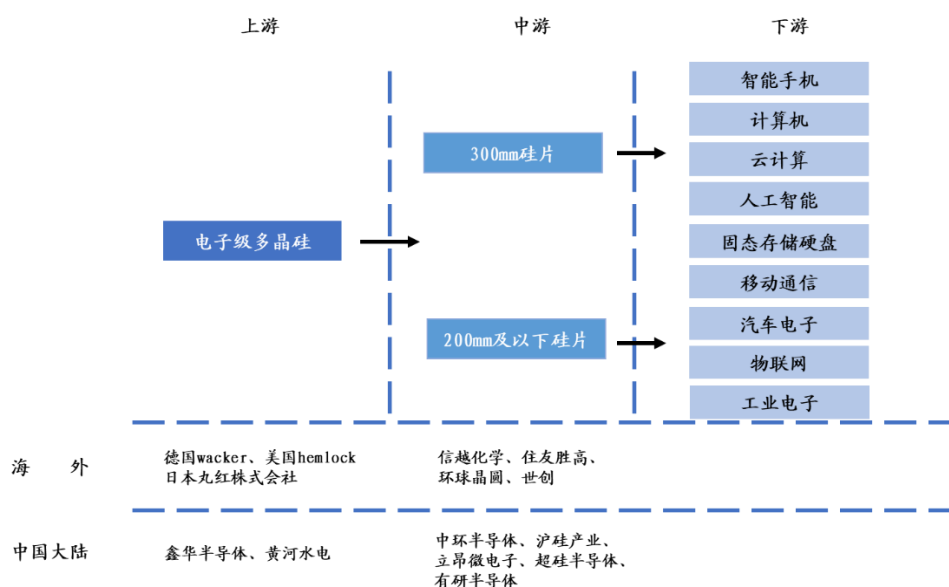 上游 中游 下游
智能手机
计算机
300mm硅片
云计算
人工智能
电子级多晶硅
固态存储硬盘
移动通信
汽车电子
200mm及以下硅片
物联网
工业电子
海 外
德国wacker、美国hemlock
日本丸红株式会社
信越化学、住友胜高、
环球晶圆、世创
中国大陆
鑫华半导体、黄河水电
中环半导体、沪硅产业、
立昂微电子、超硅半导体、
有研半导体